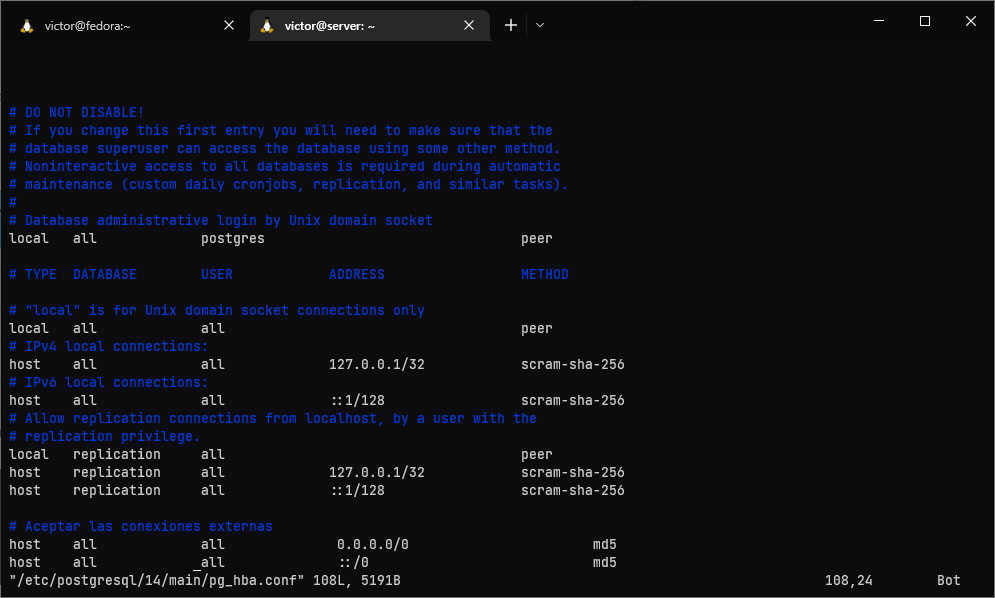 victor@fedora:~
victor@server: ~
# DO NOT DISABLE!
# If you change this first entry you will need to make sure that the
# database superuser can access the database using some other method.
# Noninteractive access to all databases is required during automatic
# maintenance (custom daily cronjobs, replication, and similar tasks).
#
# Database administrative login by Unix domain socket
local   all             postgres                                peer
# TYPE  DATABASE        USER            ADDRESS                 METHOD
# "local" is for Unix domain socket connections only
local   all             all                                     peer
# IPv4 local connections:
host    all             all             127.0.0.1/32            scram-sha-256
# IPv6 local connections:
host    all             all             ::1/128                 scram-sha-256
# Allow replication connections from localhost, by a user with the
# replication privilege.
local   replication     all                                     peer
host    replication     all             127.0.0.1/32            scram-sha-256
host    replication     all             ::1/128                 scram-sha-256
# Aceptar las conexiones externas
host    all             all              0.0.0.0/0                       md5
host    all             all              ::/0                            md5
"/etc/postgresql/14/main/pg_hba.conf" 108L, 5191B                                                     108,24        Bot